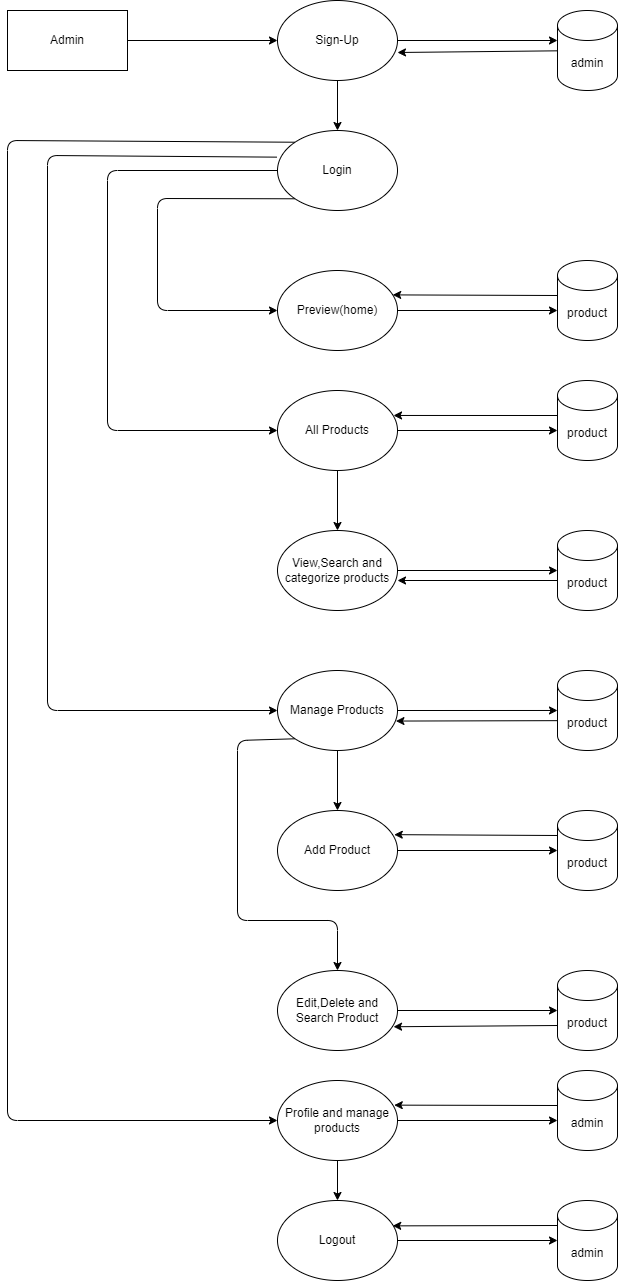 Admin
Sign-Up
admin
Login
Preview(home)
product
All Products
product
View,Search and
categorize products
product
Manage Products
product
Add Product
product
Edit,Delete and
Search Product
product
Profile and manage
products
admin
Logout
admin